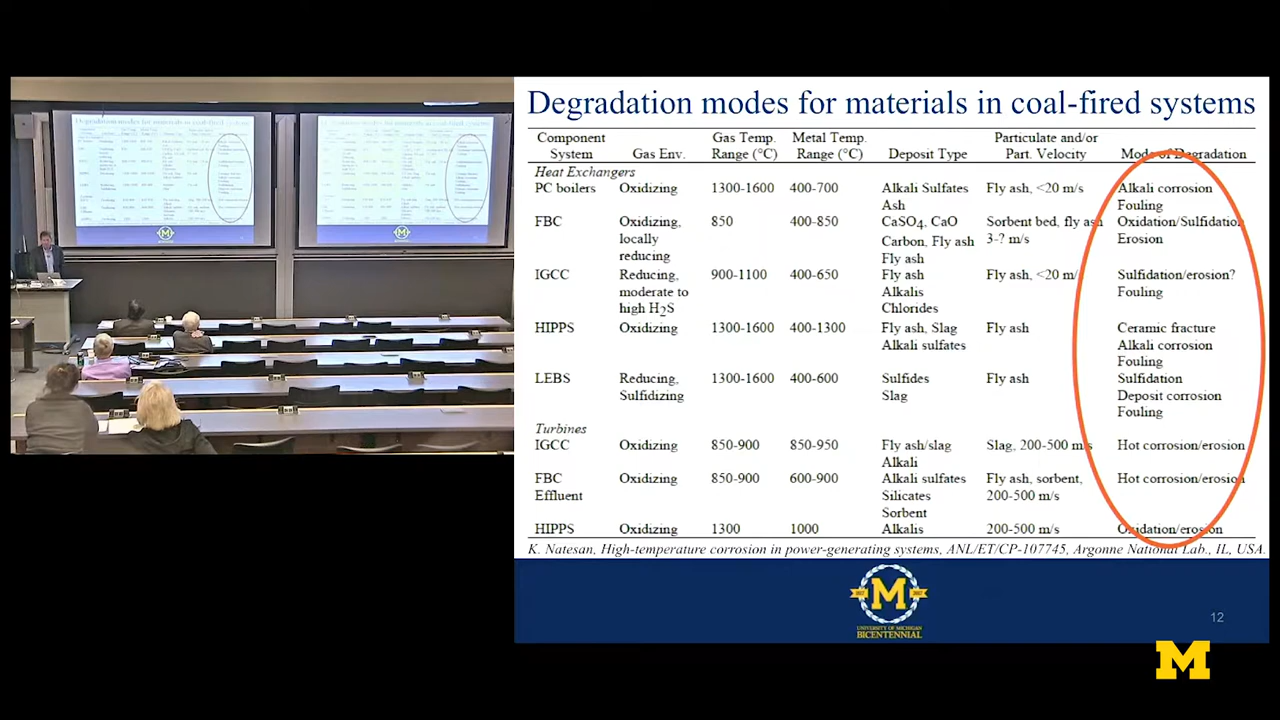 Degradation modes for materials in coal-fired systems
Component System Gas Env. Gas Temp. Range (°C) Metal Temp. Range (°C) Deposit Type Particulate and/or Part. Velocity Mode of Degradation
Heat Exchangers
PC boilers Oxidizing 1300-1600 400-700 Alkali Sulfates Fly ash, <20 m/s Alkali corrosion
Ash Fouling
FBC Oxidizing, 850 400-850 CaSO4, CaO Sorbent bed, fly ash Oxidation/Sulfidation
locally Carbon, Fly ash 3-? m/s Erosion
reducing Fly ash
IGCC Reducing, 900-1100 400-650 Fly ash Fly ash, <20 m/s Sulfidation/erosion?
moderate to Alkalis Fouling
high H2S Chlorides
HIPPS Oxidizing 1300-1600 400-1300 Fly ash, Slag Fly ash Ceramic fracture
Alkali sulfates Alkali corrosion
Fouling
LEBS Reducing, 1300-1600 400-600 Sulfides Fly ash Sulfidation
Sulfidizing Slag Deposit corrosion
Fouling
Turbines
IGCC Oxidizing 850-900 850-950 Fly ash/slag Slag, 200-500 m/s Hot corrosion/erosion
Alkali
FBC Oxidizing 850-900 600-900 Alkali sulfates Fly ash, sorbent, Hot corrosion/erosion
Effluent Silicates 200-500 m/s
Sorbent
HIPPS Oxidizing 1300 1000 Alkalis 200-500 m/s Oxidation/erosion
K. Natesan, High-temperature corrosion in power-generating systems, ANL/ET/CP-107745, Argonne National Lab., IL, USA.
1817 M 2017
UNIVERSITY OF MICHIGAN
BICENTENNIAL
12
M